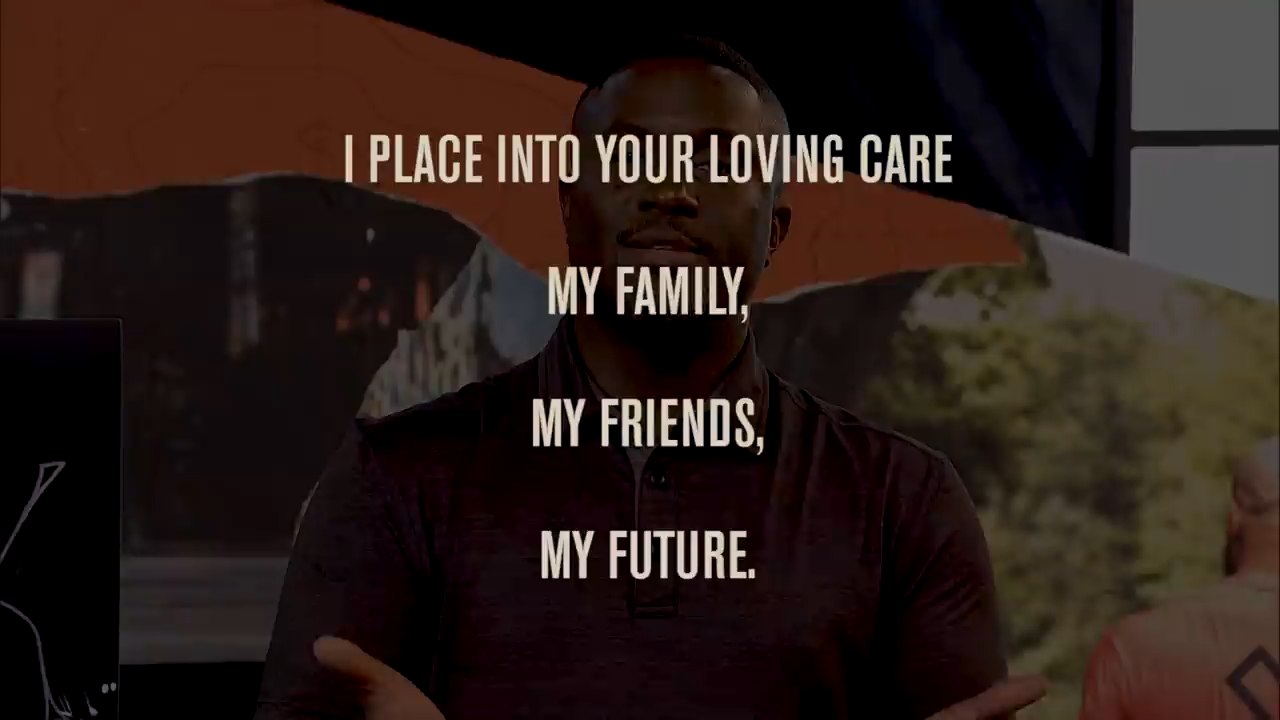 I PLACE INTO YOUR LOVING CARE
MY FAMILY,
MY FRIENDS,
MY FUTURE.